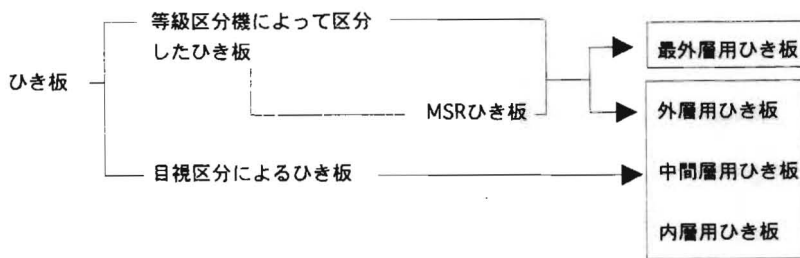 等級区分機によって区分
したひき板
ひき板
MSRひき板
目視区分によるひき板
最外層用ひき板
外層用ひき板
中間層用ひき板
内層用ひき板